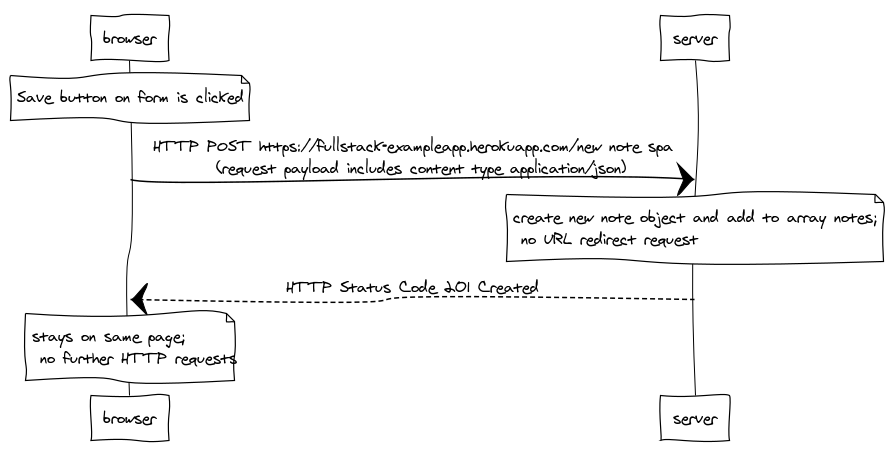 browser
server
Save button on form is clicked
HTTP POST https://fullstack-exampleapp.herokuapp.com/new note spa
(request payload includes content type application/json)
create new note object and add to array notes;
no URL redirect request
HTTP Status Code 201 Created
stays on same page;
no further HTTP requests
browser
server